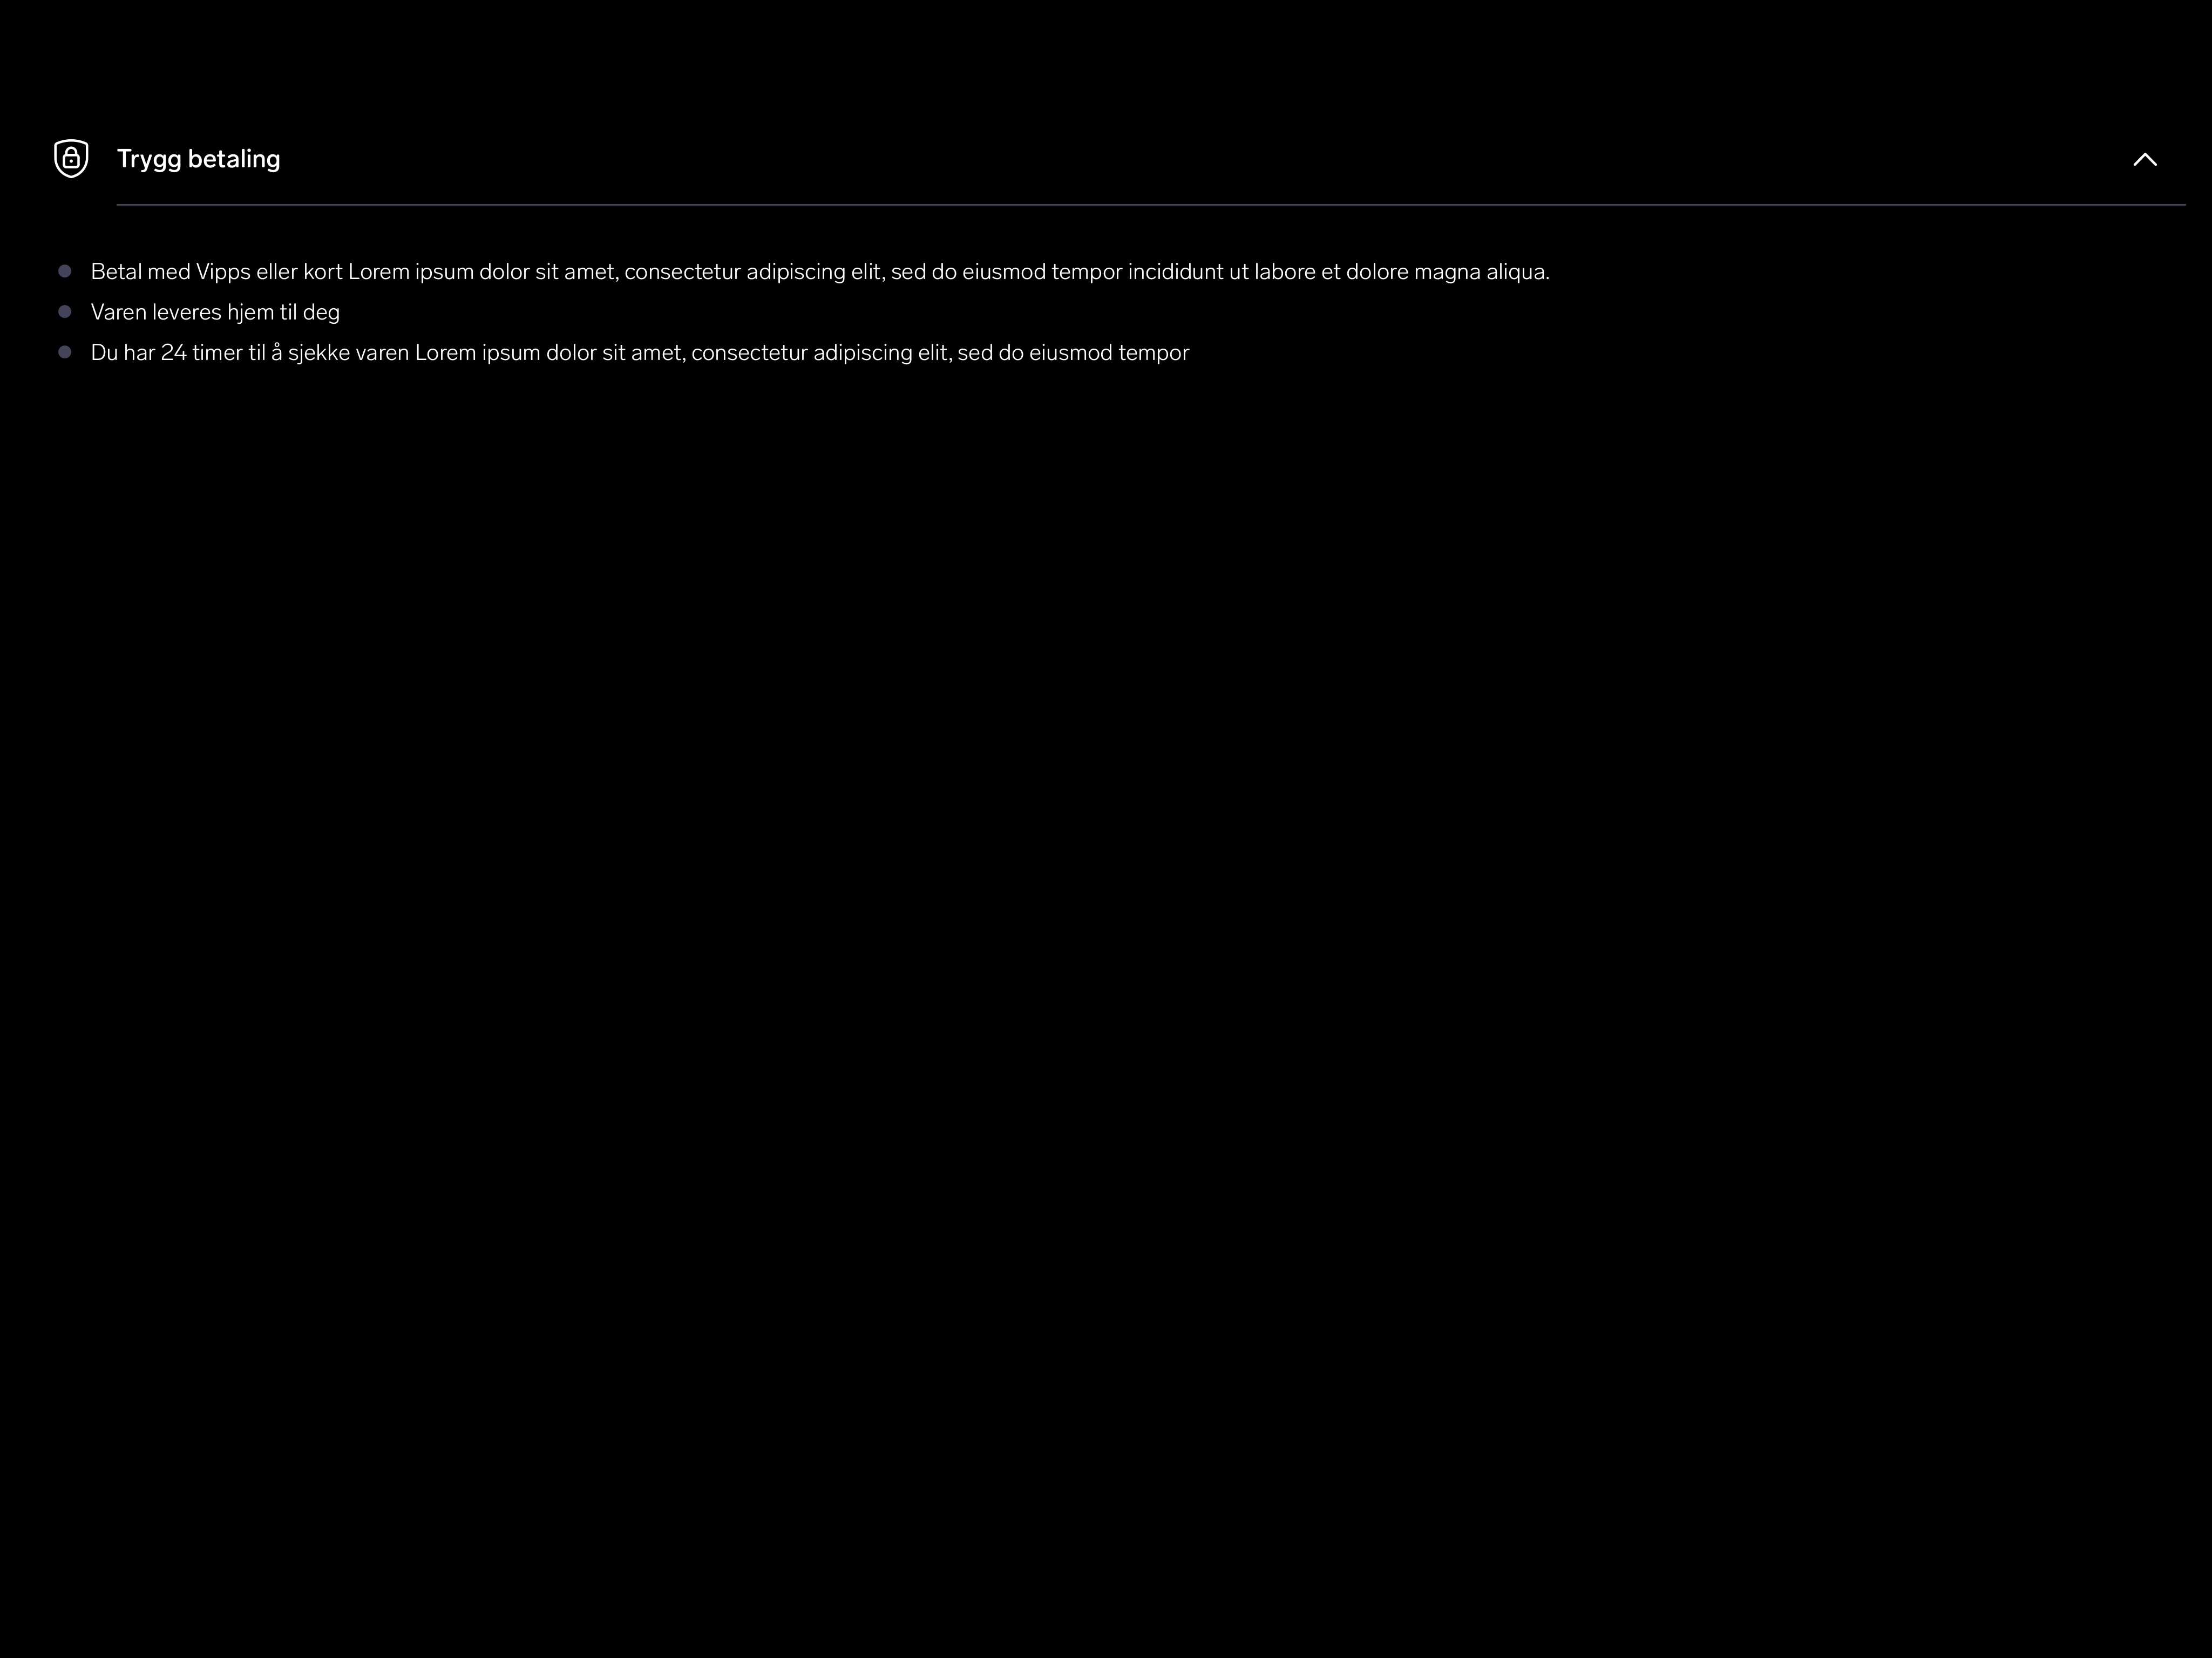 Trygg betaling
Betal med Vipps eller kort Lorem ipsum dolor sit amet, consectetur adipiscing elit, sed do eiusmod tempor incididunt ut labore et dolore magna aliqua.
Varen leveres hjem til deg
Du har 24 timer til å sjekke varen Lorem ipsum dolor sit amet, consectetur adipiscing elit, sed do eiusmod tempor